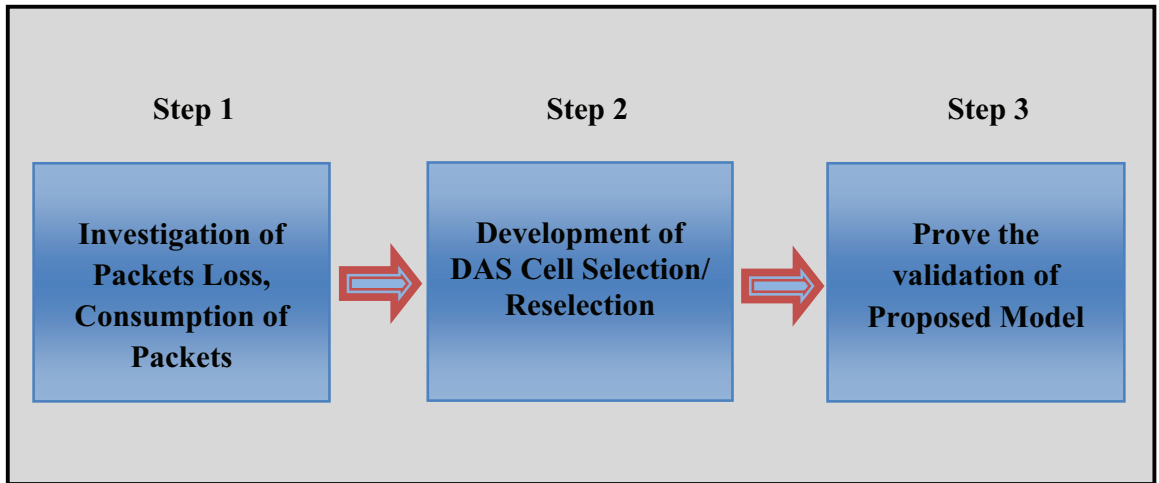 Step 1
Step 2
Step 3
Investigation of
Packets Loss,
Consumption of
Packets
Development of
DAS Cell Selection/
Reselection
Prove the
validation of
Proposed Model